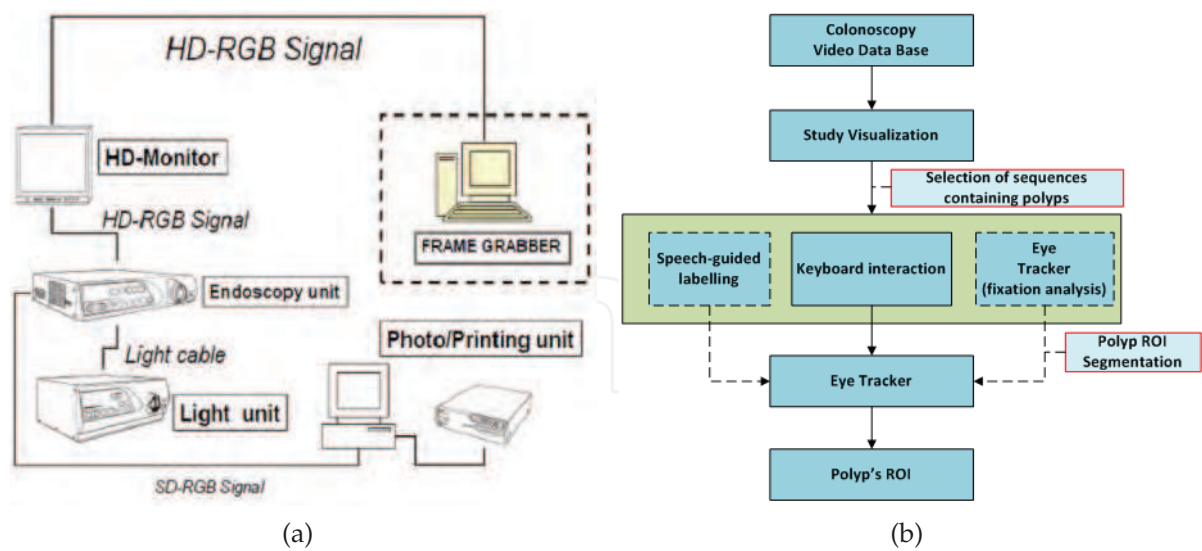 HD-RGB Signal
HD-Monitor
HD-RGB Signal
FRAME GRABBER
Endoscopy unit
Light cable
Photo/Printing unit
Light unit
SD-RGB Signal
(a)
Colonoscopy
Video Data Base
Study Visualization
Selection of sequences
containing polyps
Speech-guided
labelling
Keyboard interaction
Eye
Tracker
(fixation analysis)
Polyp ROI
Segmentation
Eye Tracker
Polyp's ROI
(b)